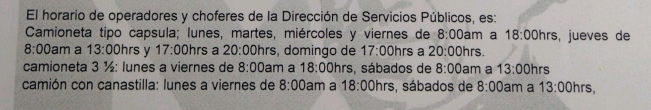 El horario de operadores y choferes de la Dirección de Servicios Públicos, es:
Camioneta tipo capsula; lunes, martes, miércoles y viernes de 8:00am a 18:00hrs, jueves de
8:00am a 13:00hrs y 17:00hrs a 20:00hrs, domingo de 17:00hrs a 20:00hrs.
camioneta 3 ½: lunes a viernes de 8:00am a 18:00hrs, sábados de 8:00am a 13:00hrs
camión con canastilla: lunes a viernes de 8:00am a 18:00hrs, sábados de 8:00am a 13:00hrs,